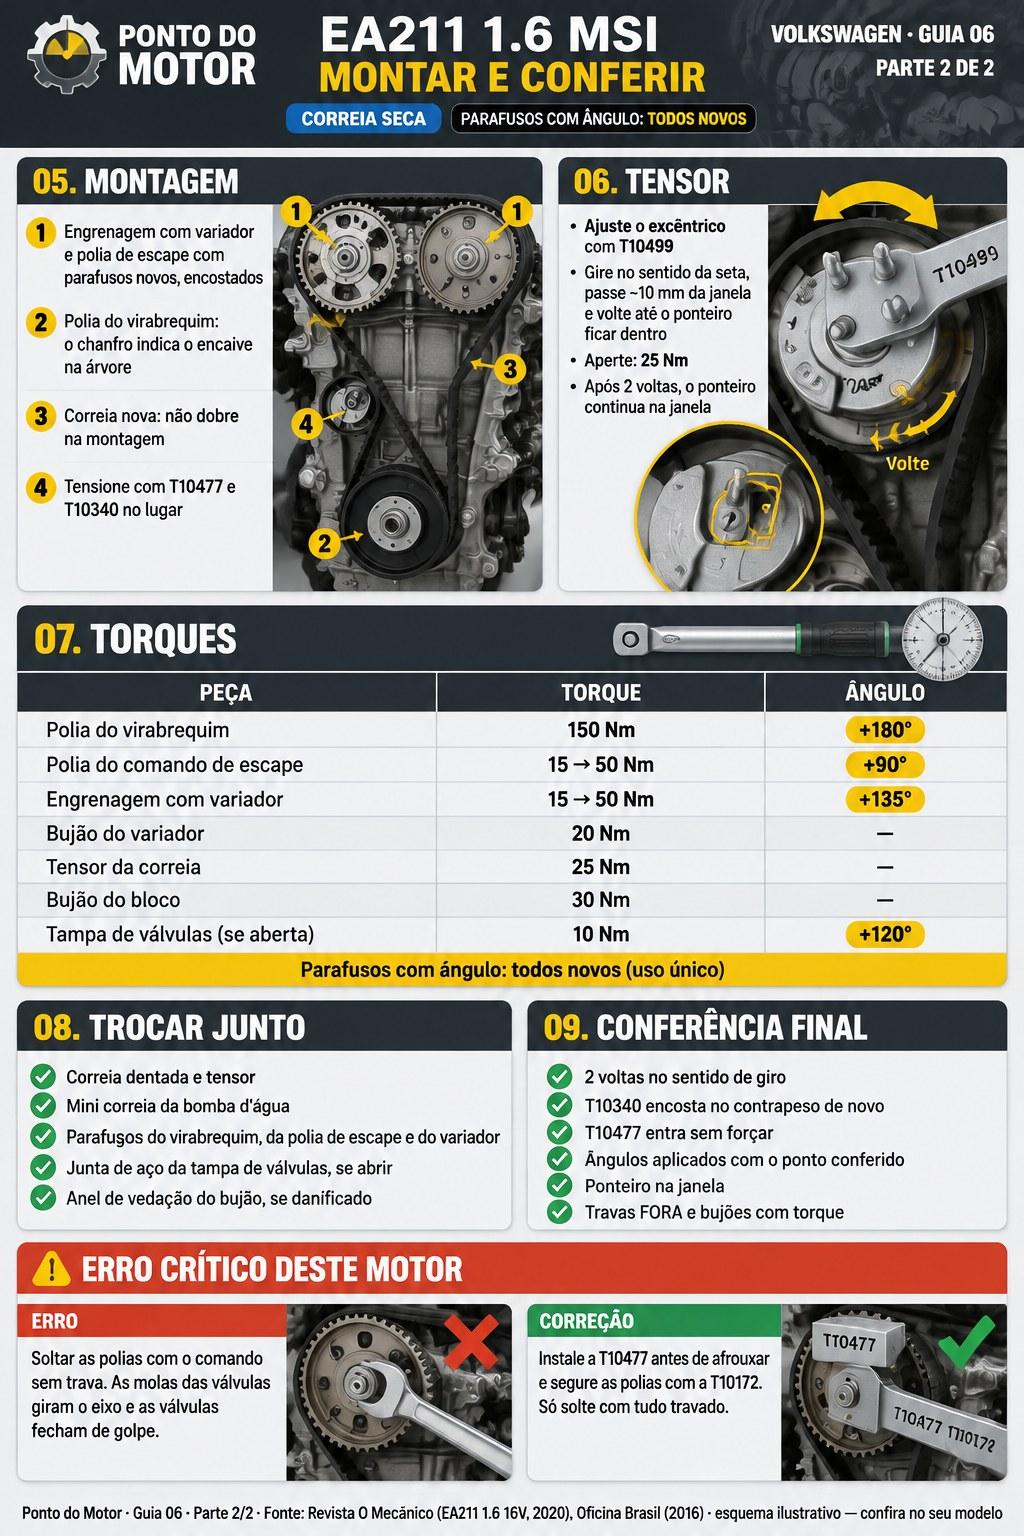 PONTO DO
MOTOR
EA211 1.6 MSI
MONTAR E CONFERIR
CORREIA SECA
PARAFUSOS COM ÂNGULO: TODOS NOVOS
VOLKSWAGEN · GUIA 06
PARTE 2 DE 2
05. MONTAGEM
1
Engrenagem com variador
e polia de escape com
parafusos novos, encostados
2
Polia do virabrequim:
o chanfro indica o encaive
na árvore
3
Correia nova: não dobre
na montagem
4
Tensione com T10477 e
T10340 no lugar
1
1
3
4
2
06. TENSOR
• Ajuste o excêntrico
com T10499
• Gire no sentido da seta,
passe ~10 mm da janela
e volte até o ponteiro
ficar dentro
• Aperte: 25 Nm
• Após 2 voltas, o ponteiro
continua na janela
T10499
Volte
07. TORQUES
PEÇA TORQUE ÂNGULO
Polia do virabrequim 150 Nm +180°
Polia do comando de escape 15 → 50 Nm +90°
Engrenagem com variador 15 → 50 Nm +135°
Bujão do variador 20 Nm —
Tensor da correia 25 Nm —
Bujão do bloco 30 Nm —
Tampa de válvulas (se aberta) 10 Nm +120°
Parafusos com ángulo: todos novos (uso único)
08. TROCAR JUNTO
Correia dentada e tensor
Mini correia da bomba d'água
Parafusos do virabrequim, da polia de escape e do variador
Junta de aço da tampa de válvulas, se abrir
Anel de vedação do bujão, se danificado
09. CONFERÊNCIA FINAL
2 voltas no sentido de giro
T10340 encosta no contrapeso de novo
T10477 entra sem forçar
Ângulos aplicados com o ponto conferido
Ponteiro na janela
Travas FORA e bujões com torque
ERRO CRÍTICO DESTE MOTOR
ERRO
Soltar as polias com o comando
sem trava. As molas das válvulas
giram o eixo e as válvulas
fecham de golpe.
CORREÇÃO
Instale a T10477 antes de afrouxar
e segure as polias com a T10172.
Só solte com tudo travado.
TT0477
T10A77 T110172
Ponto do Motor · Guia 06 · Parte 2/2 · Fonte: Revista O Mecânico (EA211 1.6 16V, 2020), Oficina Brasil (2016) · esquema ilustrativo — confira no seu modelo